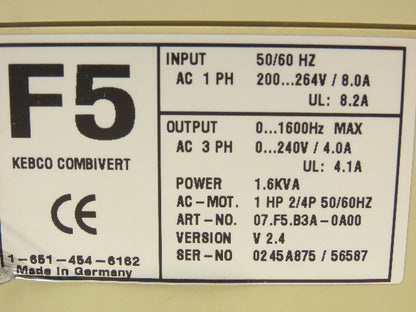 F5
KEBCO COMBIVERT
CE
1-651-454-6162
Made in Germany
INPUT 50/60 HZ
AC 1 PH 200...264V / 8.0A
UL: 8.2A
OUTPUT 0...1600Hz MAX
AC 3 PH 0...240V / 4.0A
UL: 4.1A
POWER 1.6KVA
AC-MOT. 1 HP 2/4P 50/60HZ
ART-NO. 07.F5.B3A-0A00
VERSION V 2.4
SER-NO 0245A875 / 56587